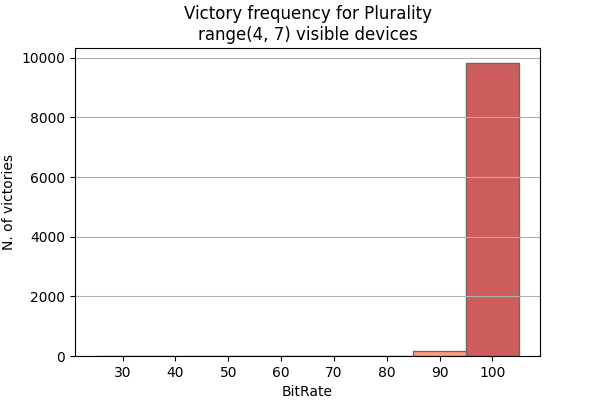 Victory frequency for Plurality
range(4, 7) visible devices
N. of victories
10000
8000
6000
4000
2000
0
30 40 50 60 70 80 90 100
BitRate